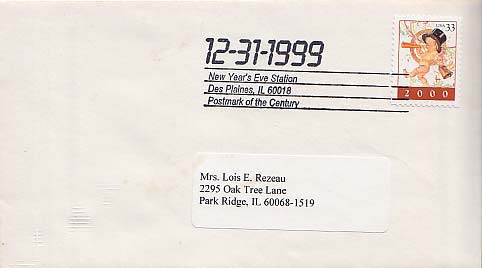 12-31-1999
New Year's Eve Station
Des Plaines, IL 60018
Postmark of the Century
USA 33
2000
Mrs. Lois E. Rezeau
2295 Oak Tree Lane
Park Ridge, IL 60068-1519